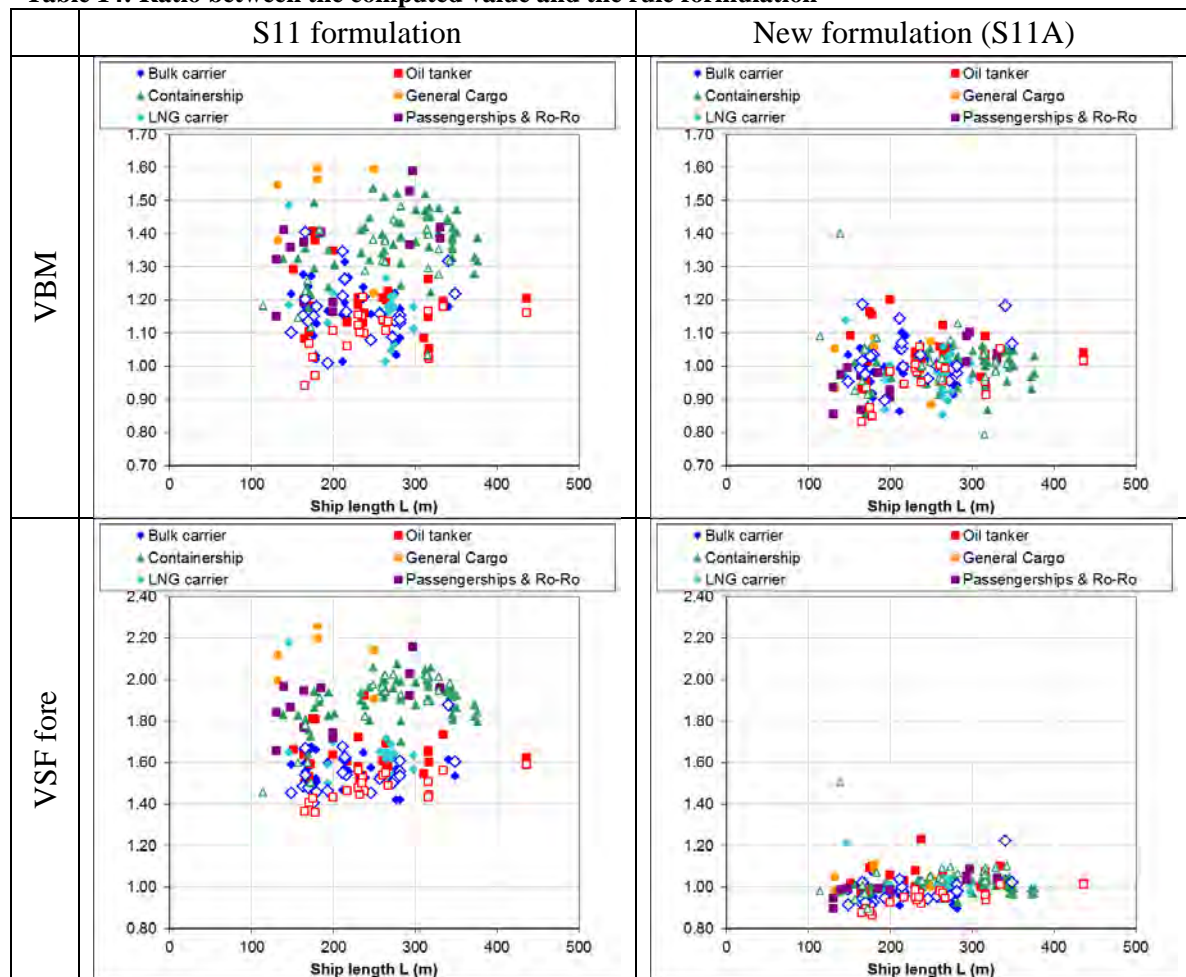 Table 14: Ratio between the computed value and the rule formulation
S11 formulation
New formulation (S11A)
VBM
Bulk carrier Oil tanker
Containership General Cargo
LNG carrier Passengerships & Ro-Ro
1.70
1.60
1.50
1.40
1.30
1.20
1.10
1.00
0.90
0.80
0.70
0 100 200 300 400 500
Ship length L (m)
Bulk carrier Oil tanker
Containership General Cargo
LNG carrier Passengerships & Ro-Ro
1.70
1.60
1.50
1.40
1.30
1.20
1.10
1.00
0.90
0.80
0.70
0 100 200 300 400 500
Ship length L (m)
VSF fore
Bulk carrier Oil tanker
Containership General Cargo
LNG carrier Passengerships & Ro-Ro
2.40
2.20
2.00
1.80
1.60
1.40
1.20
1.00
0.80
0 100 200 300 400 500
Ship length L (m)
Bulk carrier Oil tanker
Containership General Cargo
LNG carrier Passengerships & Ro-Ro
2.40
2.20
2.00
1.80
1.60
1.40
1.20
1.00
0.80
0 100 200 300 400 500
Ship length L (m)